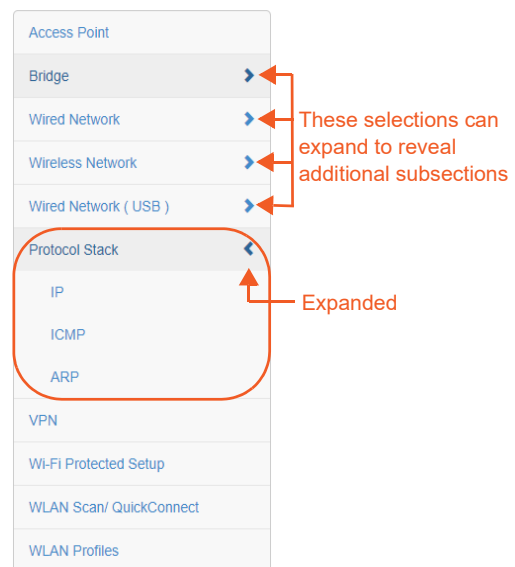 Access Point
Bridge
Wired Network
Wireless Network
Wired Network ( USB )
These selections can
expand to reveal
additional subsections
Protocol Stack
IP
ICMP
ARP
Expanded
VPN
Wi-Fi Protected Setup
WLAN Scan/ QuickConnect
WLAN Profiles